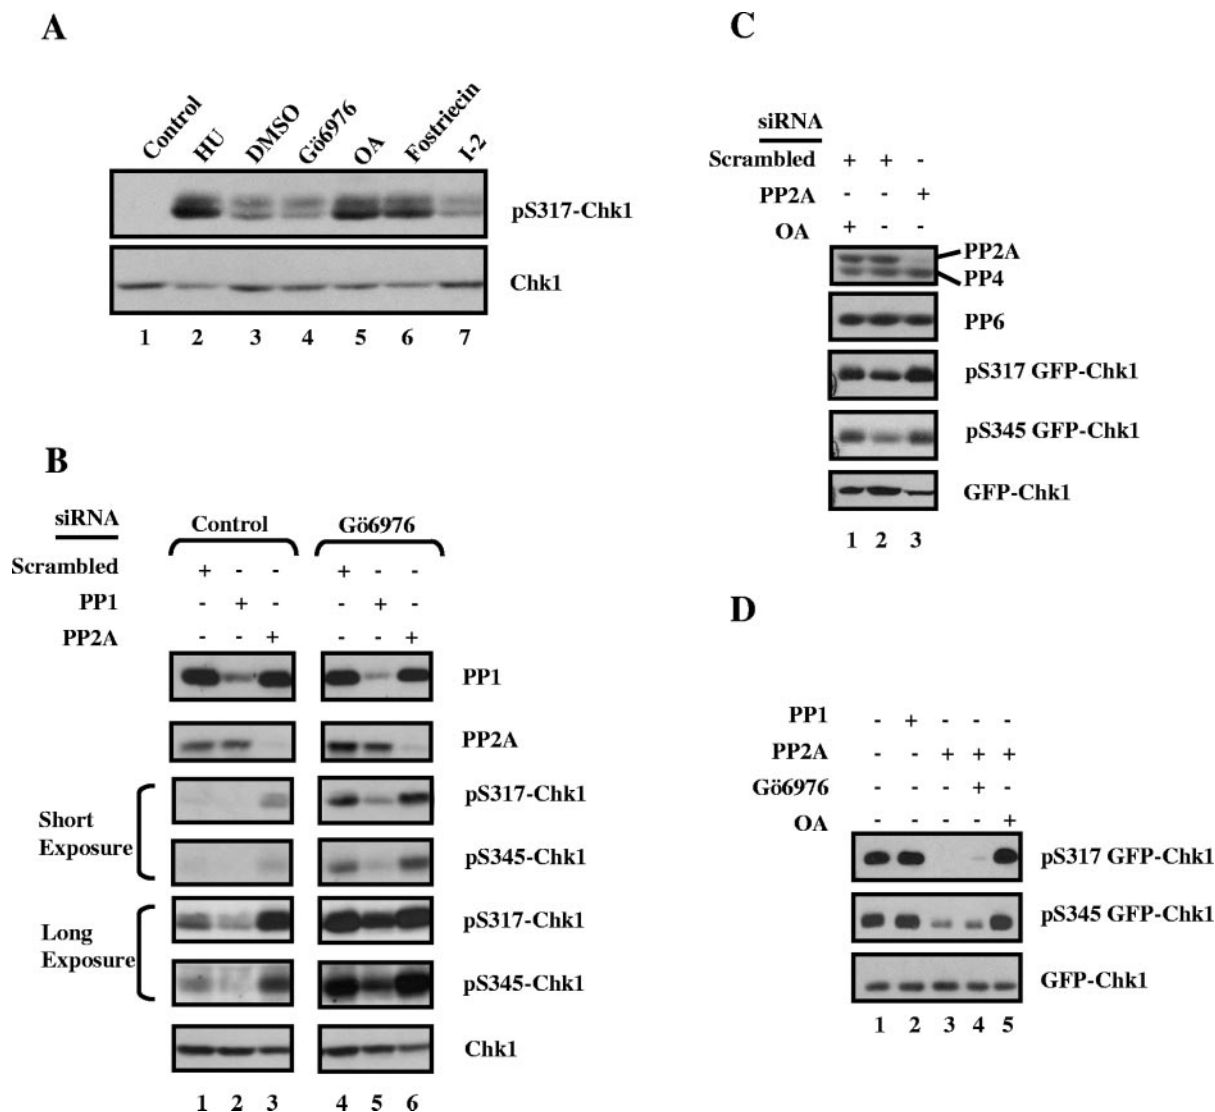 A
Control HU DMSO Gö6976 OA Fostriecin I-2
pS317-Chk1
Chk1
1 2 3 4 5 6 7
B
siRNA Control Gö6976
Scrambled + - - + - -
PP1 - + - - + -
PP2A - - + - - +
PP1
PP2A
Short Exposure
pS317-Chk1
pS345-Chk1
Long Exposure
pS317-Chk1
pS345-Chk1
Chk1
1 2 3 4 5 6
C
siRNA
Scrambled + + -
PP2A - - +
OA + - -
PP2A
PP4
PP6
pS317 GFP-Chk1
pS345 GFP-Chk1
GFP-Chk1
1 2 3
D
PP1 - + - - -
PP2A - - + + +
Gö6976 - - - + -
OA - - - - +
pS317 GFP-Chk1
pS345 GFP-Chk1
GFP-Chk1
1 2 3 4 5